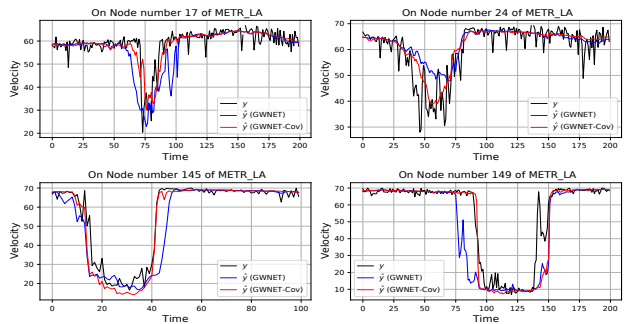 On Node number 17 of METR_LA
Velocity
60
50
40
30
20
y
ŷ (GWNET)
ŷ (GWNET-Cov)
0 25 50 75 100 125 150 175 200
Time
On Node number 24 of METR_LA
Velocity
70
60
50
40
30
y
ŷ (GWNET)
ŷ (GWNET-Cov)
0 25 50 75 100 125 150 175 200
Time
On Node number 145 of METR_LA
Velocity
70
60
50
40
30
20
y
ŷ (GWNET)
ŷ (GWNET-Cov)
0 20 40 60 80 100
Time
On Node number 149 of METR_LA
Velocity
70
60
50
40
30
20
10
y
ŷ (GWNET)
ŷ (GWNET-Cov)
0 25 50 75 100 125 150 175 200
Time